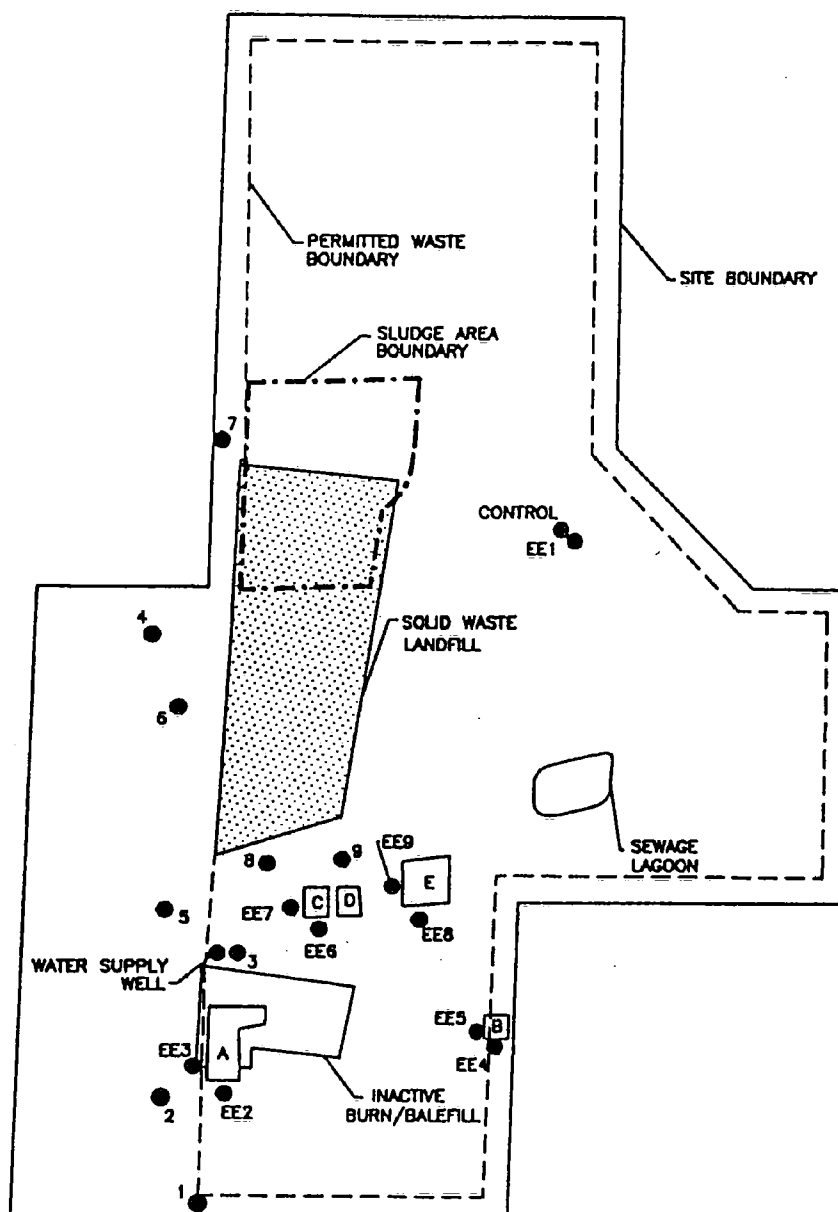 PERMITTED WASTE
BOUNDARY
SITE BOUNDARY
SLUDGE AREA
BOUNDARY
7
CONTROL
EE1
4
SOLID WASTE
LANDFILL
6
EE9
8
9
SEWAGE
LAGOON
E
C
D
EE7
5
EE8
EE6
WATER SUPPLY
WELL
3
EE5
B
A
EE3
EE4
INACTIVE
BURN/BALEFILL
2
EE2
1